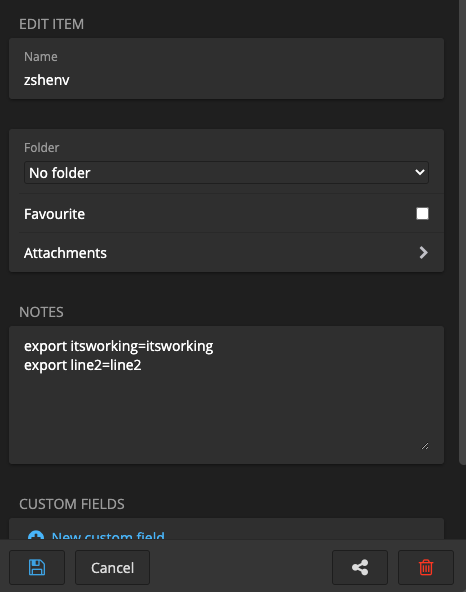 EDIT ITEM
Name
zshenv
Folder
No folder
Favourite
Attachments
NOTES
export itsworking=itsworking
export line2=line2
CUSTOM FIELDS
New custom field
Cancel